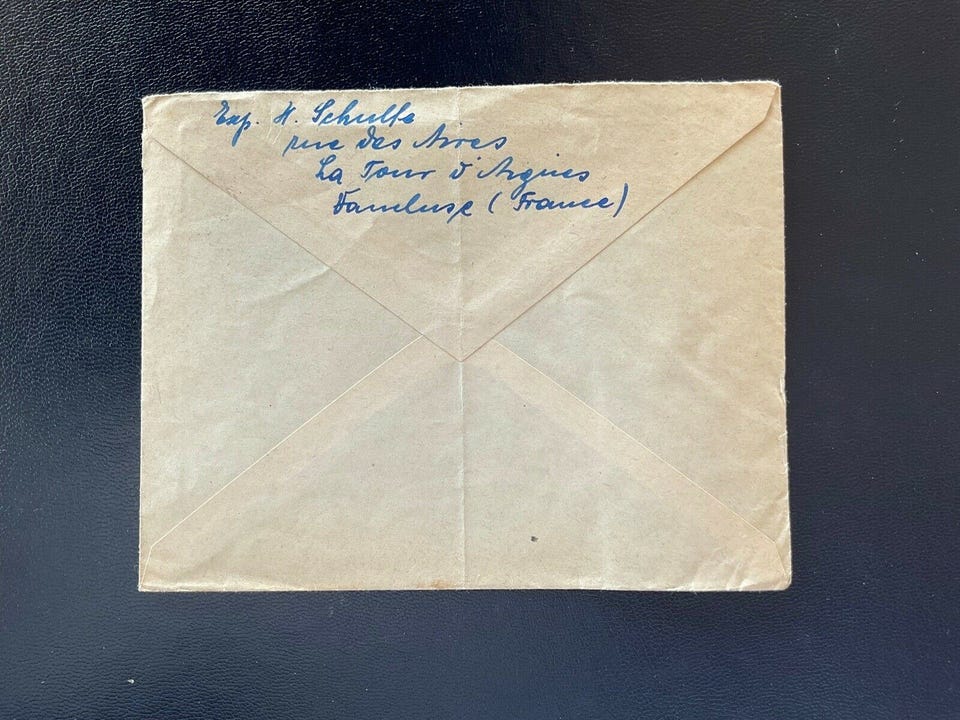 Exp. H. Schulte
rue des Aires
La Tour d'Aigues
Vaucluse (France)